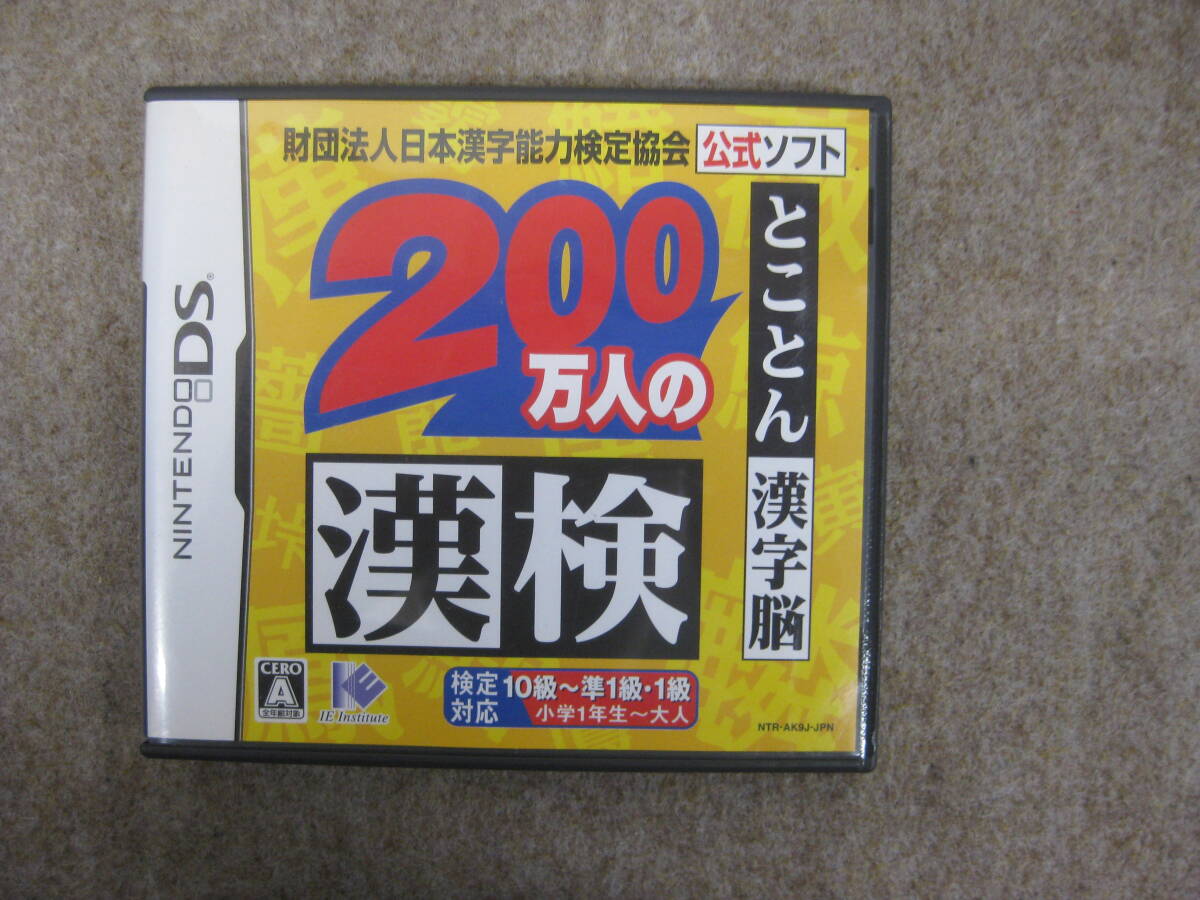 財団法人日本漢字能力検定協会 公式ソフト
200
万人の
漢検
とことん漢字脳
NINTENDO DS®
CERO
A
全年齢対象
IE Institute
検定対応
10級〜準1級・1級
小学1年生〜大人
NTR-AK9J-JPN